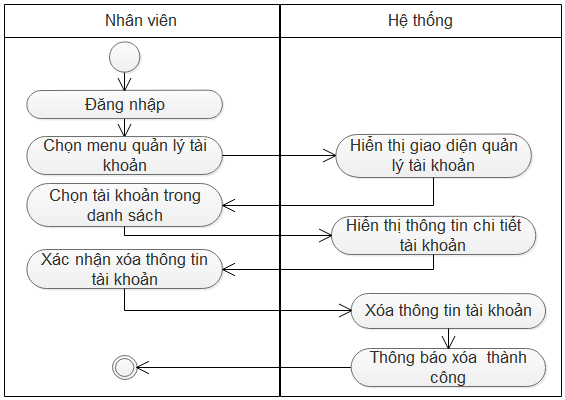 Nhân viên
Hệ thống
Đăng nhập
Chọn menu quản lý tài
khoản
Hiển thị giao diện quản
lý tài khoản
Chọn tài khoản trong
danh sách
Hiển thị thông tin chi tiết
tài khoản
Xác nhận xóa thông tin
tài khoản
Xóa thông tin tài khoản
Thông báo xóa  thành
công